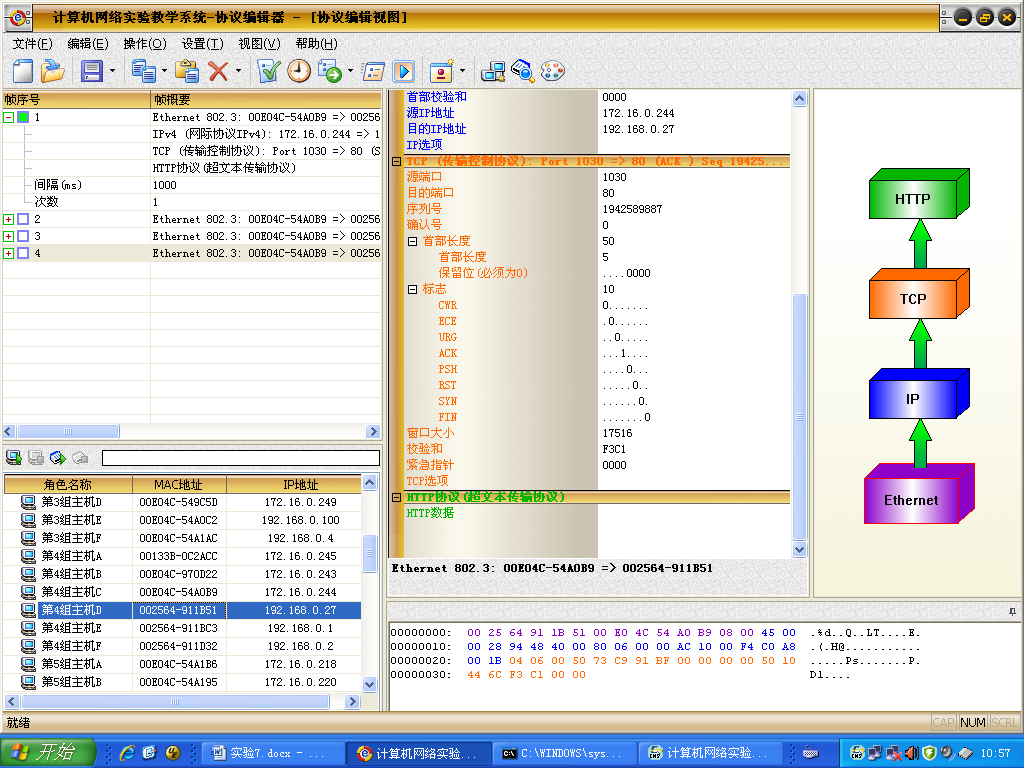 计算机网络实验教学系统-协议编辑器 - [协议编辑视图]
文件(F) 编辑(E) 操作(O) 设置(T) 视图(V) 帮助(H)
帧序号 帧概要
1 Ethernet 802.3: 00E04C-54A0B9 => 00256
IPv4 (网际协议IPv4): 172.16.0.244 => 1
TCP (传输控制协议): Port 1030 => 80 (S
HTTP协议(超文本传输协议)
间隔(ms) 1000
次数 1
2 Ethernet 802.3: 00E04C-54A0B9 => 00256
3 Ethernet 802.3: 00E04C-54A0B9 => 00256
4 Ethernet 802.3: 00E04C-54A0B9 => 00256
角色名称 MAC地址 IP地址
第3组主机D 00E04C-549C5D 172.16.0.249
第3组主机E 00E04C-54A0C2 192.168.0.100
第3组主机F 00E04C-54A1AC 192.168.0.4
第4组主机A 00133B-0C2ACC 172.16.0.245
第4组主机B 00E04C-970D22 172.16.0.243
第4组主机C 00E04C-54A0B9 172.16.0.244
第4组主机D 002564-911B51 192.168.0.27
第4组主机E 002564-911BC3 192.168.0.1
第4组主机F 002564-911D32 192.168.0.2
第5组主机A 00E04C-54A1B6 172.16.0.218
第5组主机B 00E04C-54A195 172.16.0.220
首部校验和 0000
源IP地址 172.16.0.244
目的IP地址 192.168.0.27
IP选项
TCP (传输控制协议): Port 1030 => 80 (ACK ) Seq 19425...
源端口 1030
目的端口 80
序列号 1942589887
确认号 0
首部长度 50
首部长度 5
保留位(必须为0) ....0000
标志 10
CWR 0.......
ECE .0......
URG ..0.....
ACK ...1....
PSH ....0...
RST .....0..
SYN ......0.
FIN .......0
窗口大小 17516
校验和 F3C1
紧急指针 0000
TCP选项
HTTP协议(超文本传输协议)
HTTP数据
Ethernet 802.3: 00E04C-54A0B9 => 002564-911B51
HTTP
TCP
IP
Ethernet
00000000: 00 25 64 91 1B 51 00 E0 4C 54 A0 B9 08 00 45 00 .%d..Q..LT....E.
00000010: 00 28 94 48 40 00 80 06 00 00 AC 10 00 F4 C0 A8 .(.H@...........
00000020: 00 1B 04 06 00 50 73 C9 91 BF 00 00 00 00 50 10 .....Ps.......P.
00000030: 44 6C F3 C1 00 00 Dl....
就绪 CAP NUM SCRL
开始 实验7.docx - ... 计算机网络实验... C:\WINDOWS\sys... 计算机网络实验... 10:57